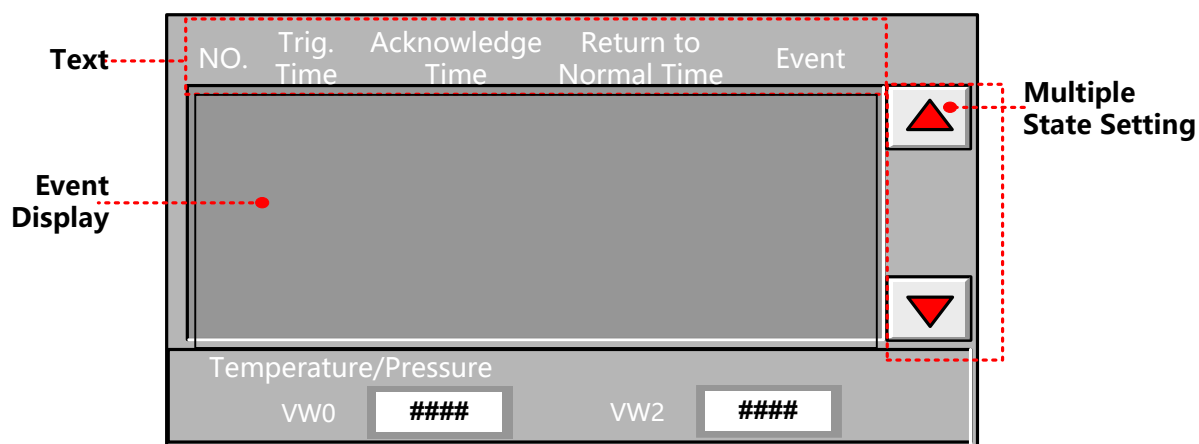 Text
NO.
Trig.
Time
Acknowledge
Time
Return to
Normal Time
Event
Multiple
State Setting
Event
Display
Temperature/Pressure
VW0
####
VW2
####